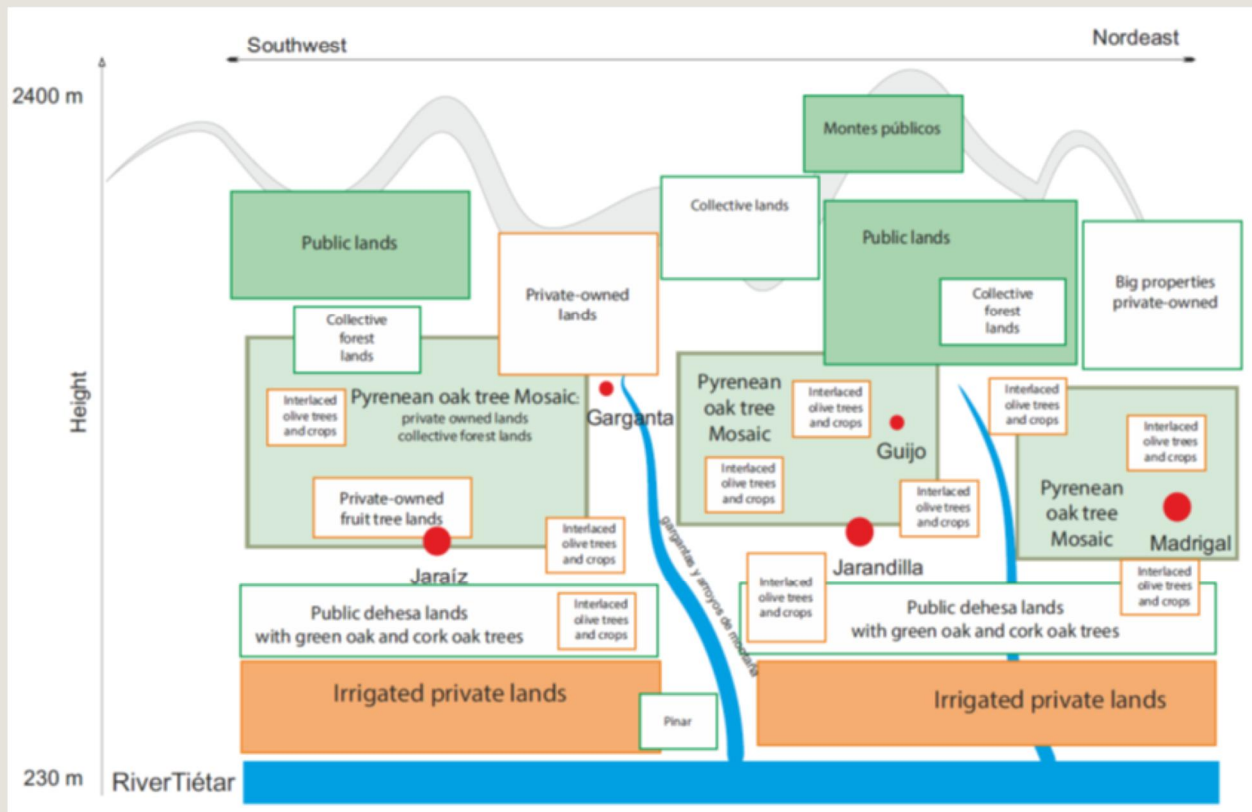 Southwest
Nordeast
2400 m
Montes públicos
Collective lands
Public lands
Public lands
Private-owned
lands
Big properties
private-owned
Collective
forest
lands
Collective
forest
lands
Height
Pyrenean oak tree Mosaic:
private owned lands
collective forest lands
Interlaced
olive trees
and crops
Garganta
Pyrenean
oak tree
Mosaic
Interlaced
olive trees
and crops
Interlaced
olive trees
and crops
Guijo
Interlaced
olive trees
and crops
Interlaced
olive trees
and crops
Private-owned
fruit tree lands
Interlaced
olive trees
and crops
Interlaced
olive trees
and crops
Pyrenean
oak tree
Mosaic
Madrigal
Jaraíz
gargantas y arroyos de mootaña
Jarandilla
Interlaced
olive trees
and crops
Interlaced
olive trees
and crops
Public dehesa lands
with green oak and cork oak trees
Interlaced
olive trees
and crops
Public dehesa lands
with green oak and cork oak trees
Irrigated private lands
Pinar
Irrigated private lands
230 m
RiverTiétar